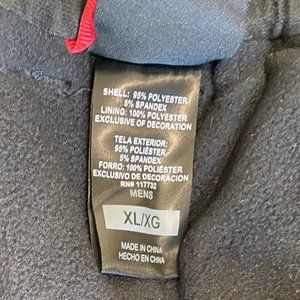 SHELL: 95% POLYESTER
5% SPANDEX
LINING: 100% POLYESTER
EXCLUSIVE OF DECORATION
TELA EXTERIOR:
95% POLIÉSTER
5% SPANDEX
FORRO: 100% POLIÉSTER
EXCLUSIVO DE DECORACIÓN
RN# 117732
MENS
XL/XG
MADE IN CHINA
HECHO EN CHINA